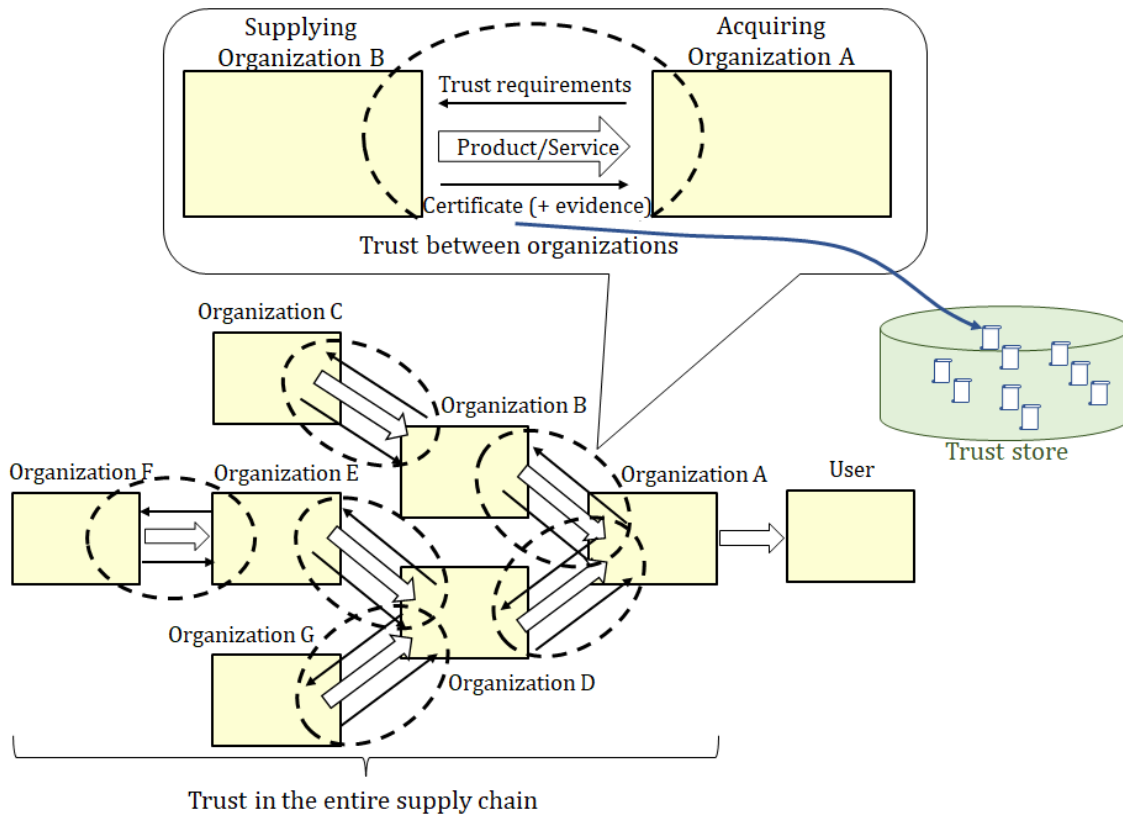 Supplying
Organization B
Acquiring
Organization A
Trust requirements
Product/Service
Certificate (+ evidence)
Trust between organizations
Organization C
Organization B
Trust store
Organization F
Organization E
Organization A
User
Organization G
Organization D
Trust in the entire supply chain